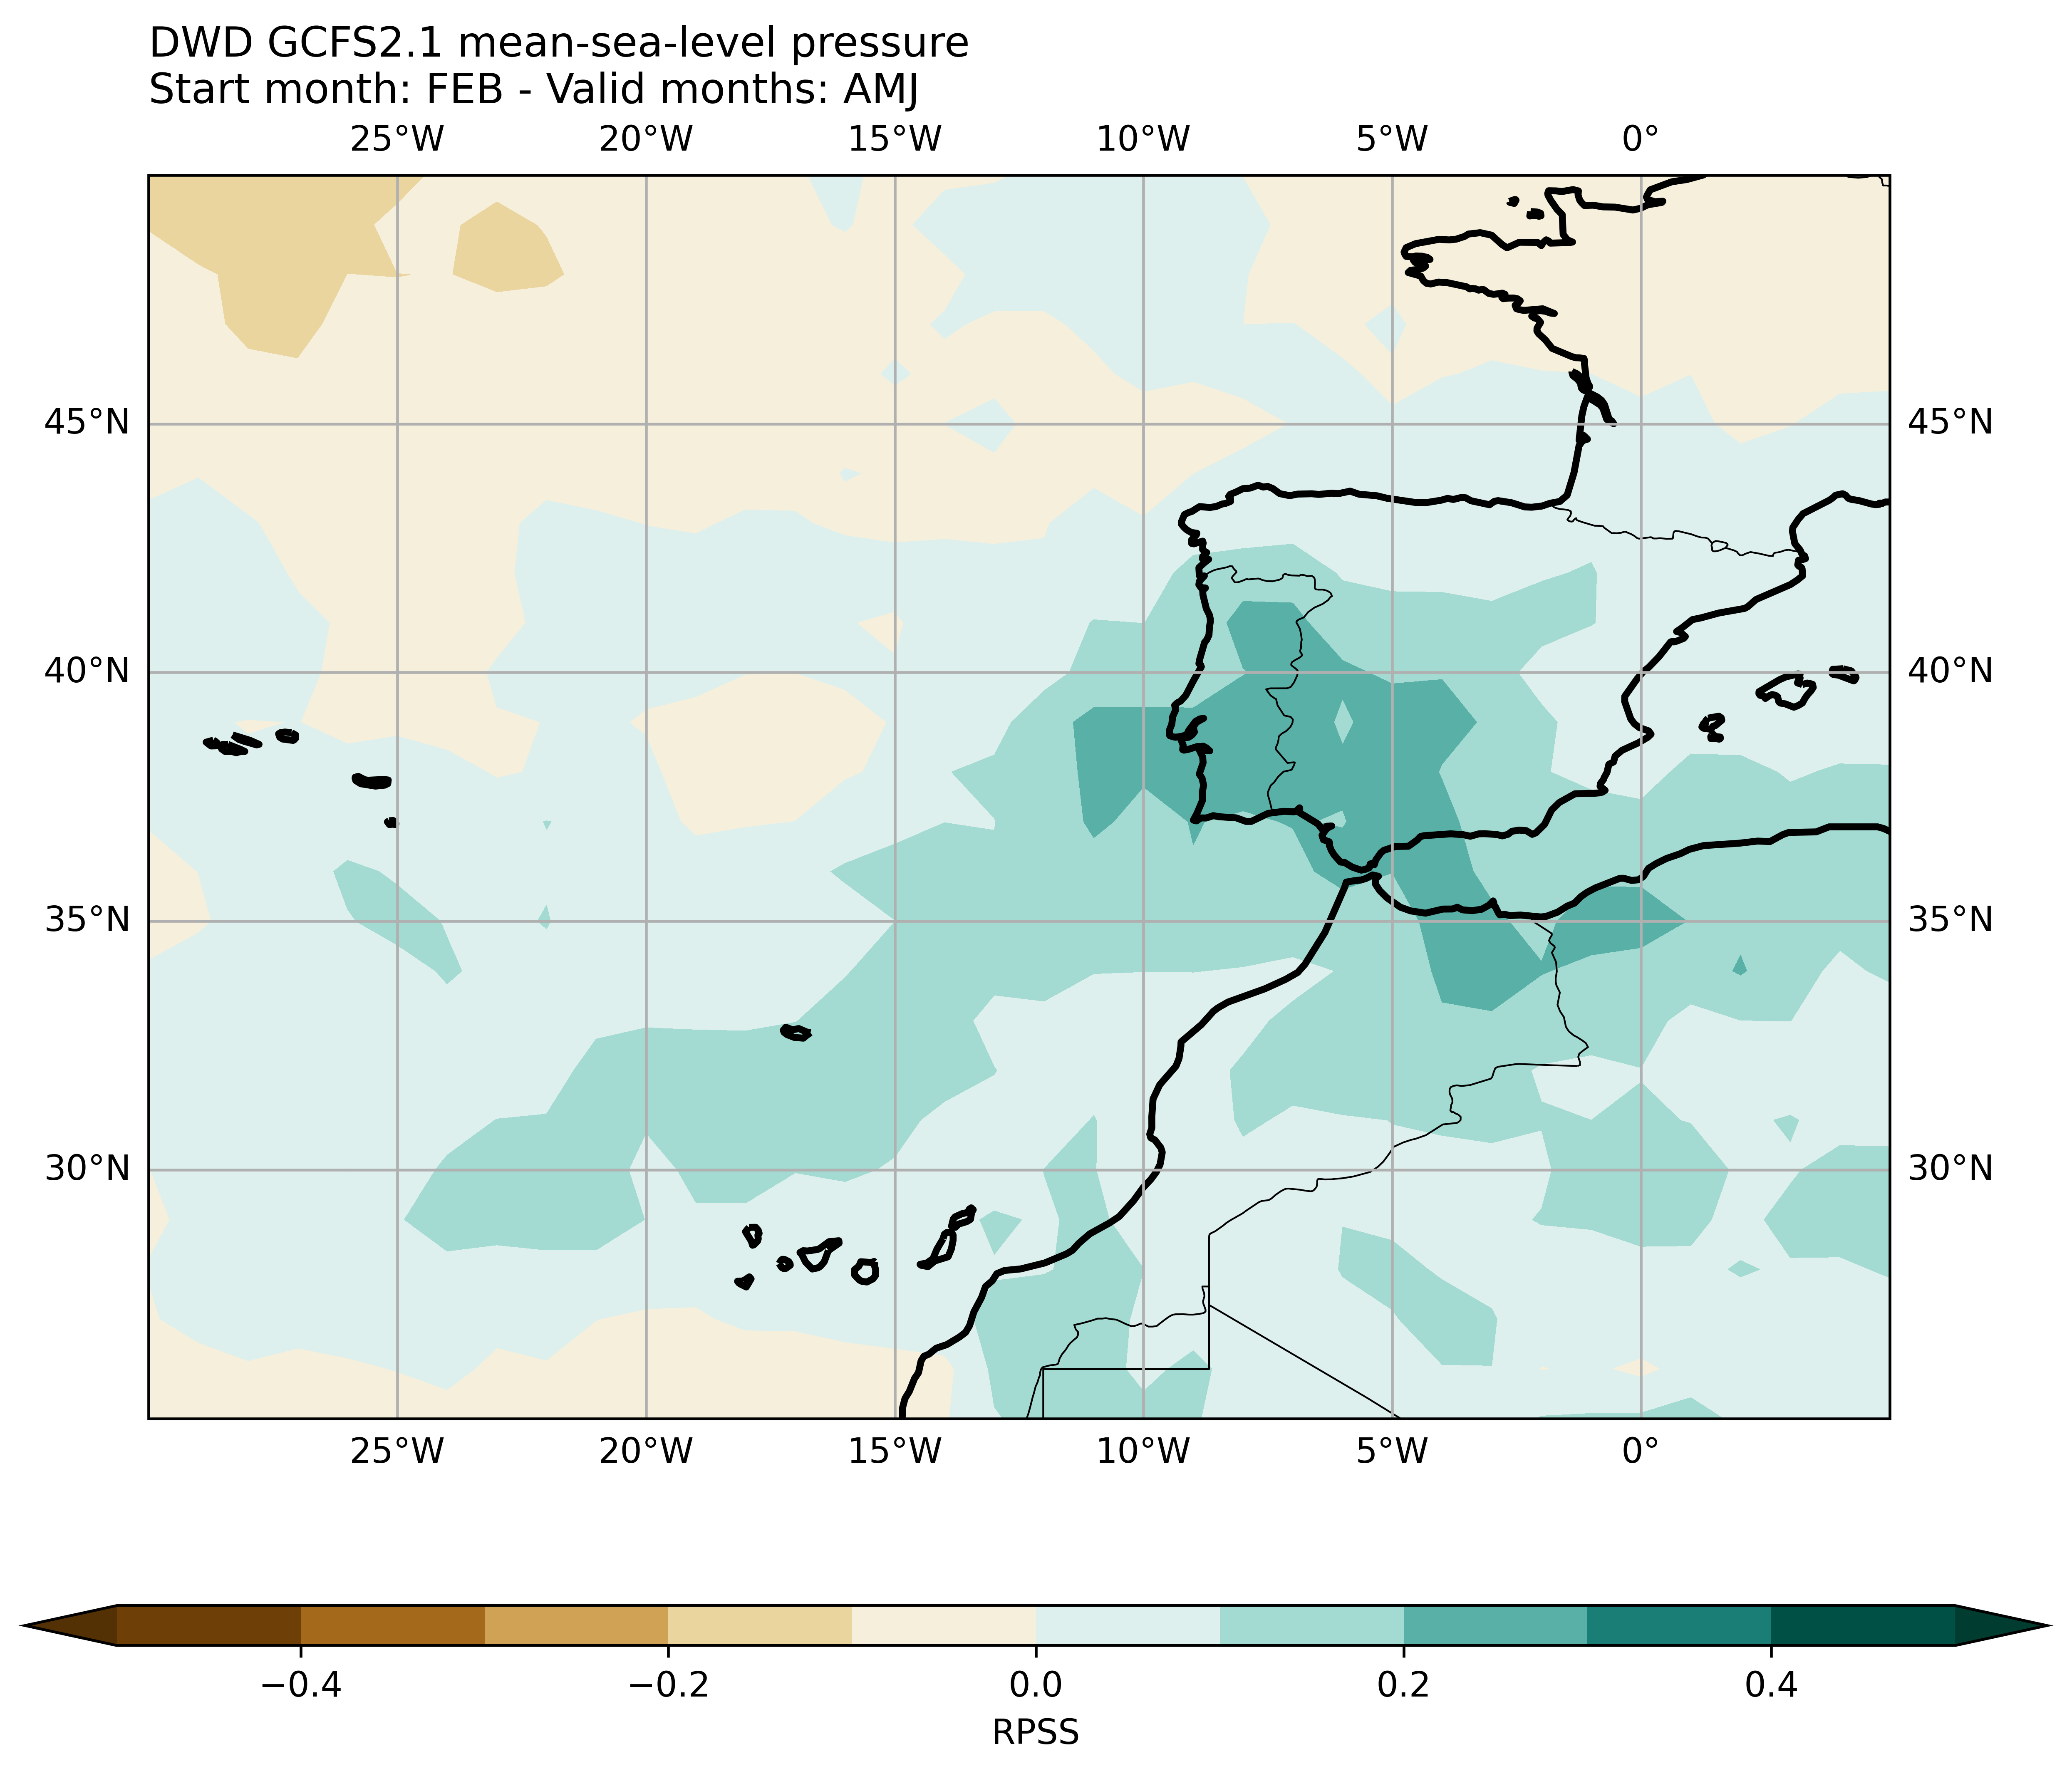 DWD GCFS2.1 mean-sea-level pressure
Start month: FEB - Valid months: AMJ
25°W 20°W 15°W 10°W 5°W 0°
45°N 45°N
40°N 40°N
35°N 35°N
30°N 30°N
25°W 20°W 15°W 10°W 5°W 0°
−0.4 −0.2 0.0 0.2 0.4
RPSS